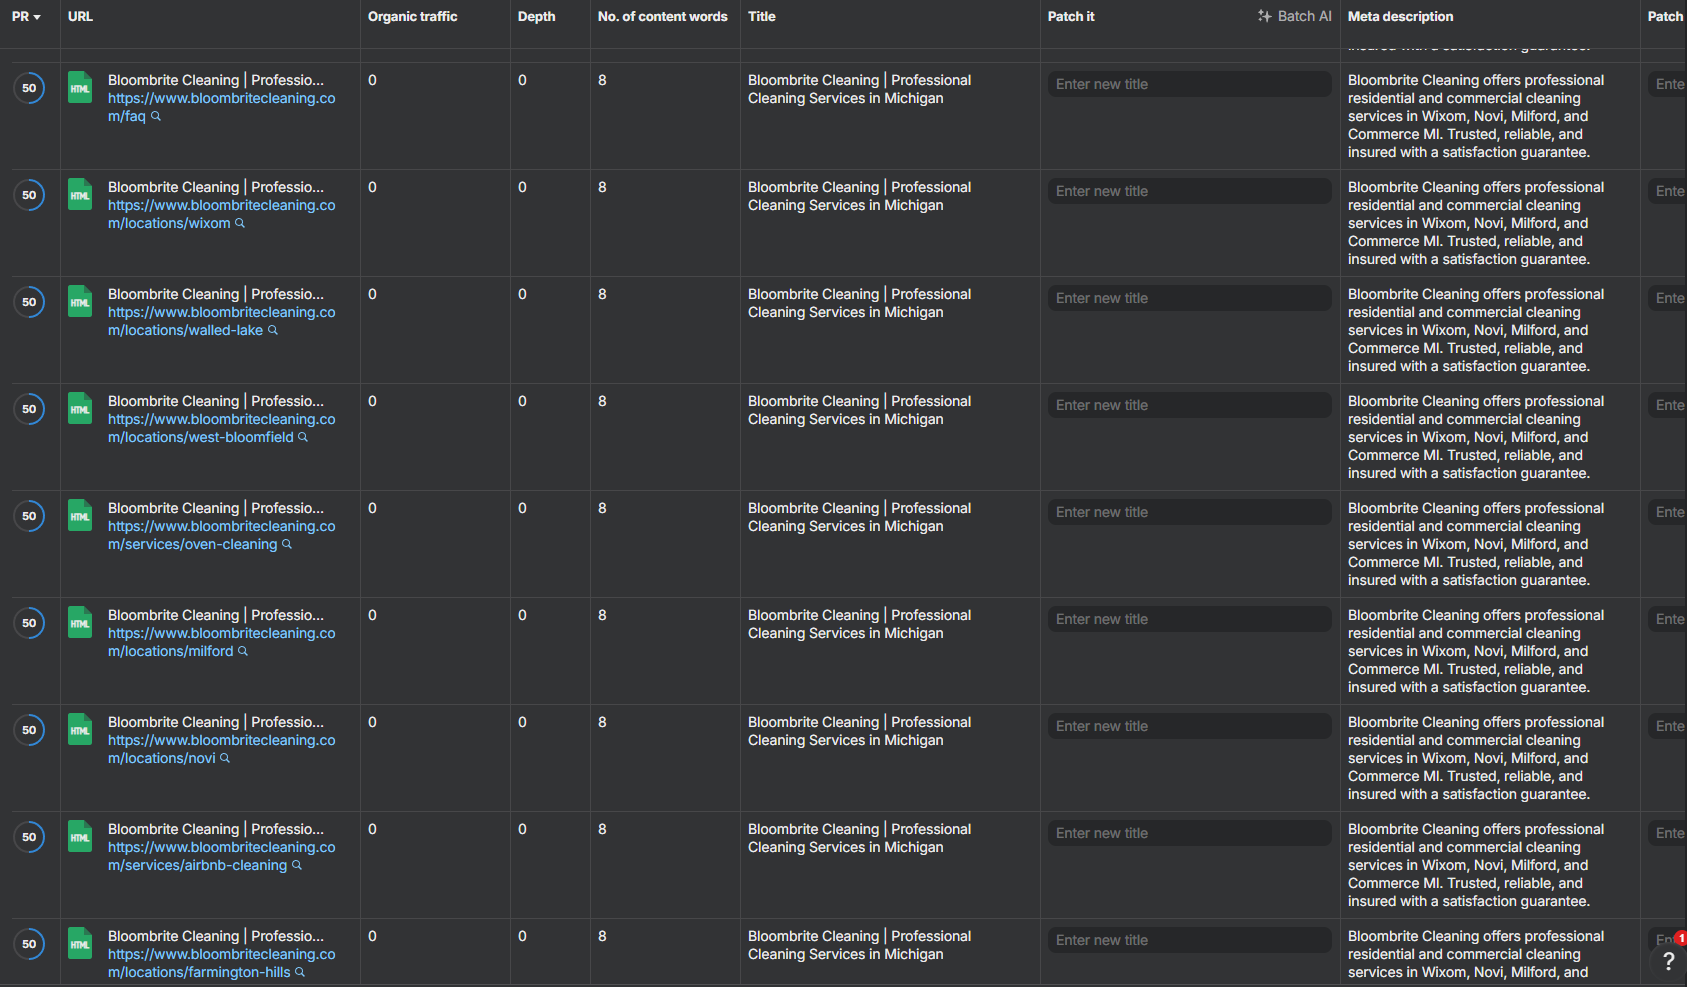 PR URL Organic traffic Depth No. of content words Title Patch it Batch AI Meta description Patch
insured with a satisfaction guarantee.
50 HTML Bloombrite Cleaning | Professio... 0 0 8 Bloombrite Cleaning | Professional Enter new title Bloombrite Cleaning offers professional Ente
https://www.bloombritecleaning.co Cleaning Services in Michigan residential and commercial cleaning
m/faq services in Wixom, Novi, Milford, and
Commerce MI. Trusted, reliable, and
insured with a satisfaction guarantee.
50 HTML Bloombrite Cleaning | Professio... 0 0 8 Bloombrite Cleaning | Professional Enter new title Bloombrite Cleaning offers professional Ente
https://www.bloombritecleaning.co Cleaning Services in Michigan residential and commercial cleaning
m/locations/wixom services in Wixom, Novi, Milford, and
Commerce MI. Trusted, reliable, and
insured with a satisfaction guarantee.
50 HTML Bloombrite Cleaning | Professio... 0 0 8 Bloombrite Cleaning | Professional Enter new title Bloombrite Cleaning offers professional Ente
https://www.bloombritecleaning.co Cleaning Services in Michigan residential and commercial cleaning
m/locations/walled-lake services in Wixom, Novi, Milford, and
Commerce MI. Trusted, reliable, and
insured with a satisfaction guarantee.
50 HTML Bloombrite Cleaning | Professio... 0 0 8 Bloombrite Cleaning | Professional Enter new title Bloombrite Cleaning offers professional Ente
https://www.bloombritecleaning.co Cleaning Services in Michigan residential and commercial cleaning
m/locations/west-bloomfield services in Wixom, Novi, Milford, and
Commerce MI. Trusted, reliable, and
insured with a satisfaction guarantee.
50 HTML Bloombrite Cleaning | Professio... 0 0 8 Bloombrite Cleaning | Professional Enter new title Bloombrite Cleaning offers professional Ente
https://www.bloombritecleaning.co Cleaning Services in Michigan residential and commercial cleaning
m/services/oven-cleaning services in Wixom, Novi, Milford, and
Commerce MI. Trusted, reliable, and
insured with a satisfaction guarantee.
50 HTML Bloombrite Cleaning | Professio... 0 0 8 Bloombrite Cleaning | Professional Enter new title Bloombrite Cleaning offers professional Ente
https://www.bloombritecleaning.co Cleaning Services in Michigan residential and commercial cleaning
m/locations/milford services in Wixom, Novi, Milford, and
Commerce MI. Trusted, reliable, and
insured with a satisfaction guarantee.
50 HTML Bloombrite Cleaning | Professio... 0 0 8 Bloombrite Cleaning | Professional Enter new title Bloombrite Cleaning offers professional Ente
https://www.bloombritecleaning.co Cleaning Services in Michigan residential and commercial cleaning
m/locations/novi services in Wixom, Novi, Milford, and
Commerce MI. Trusted, reliable, and
insured with a satisfaction guarantee.
50 HTML Bloombrite Cleaning | Professio... 0 0 8 Bloombrite Cleaning | Professional Enter new title Bloombrite Cleaning offers professional Ente
https://www.bloombritecleaning.co Cleaning Services in Michigan residential and commercial cleaning
m/services/airbnb-cleaning services in Wixom, Novi, Milford, and
Commerce MI. Trusted, reliable, and
insured with a satisfaction guarantee.
50 HTML Bloombrite Cleaning | Professio... 0 0 8 Bloombrite Cleaning | Professional Enter new title Bloombrite Cleaning offers professional Ent 1
https://www.bloombritecleaning.co Cleaning Services in Michigan residential and commercial cleaning ?
m/locations/farmington-hills services in Wixom, Novi, Milford, and